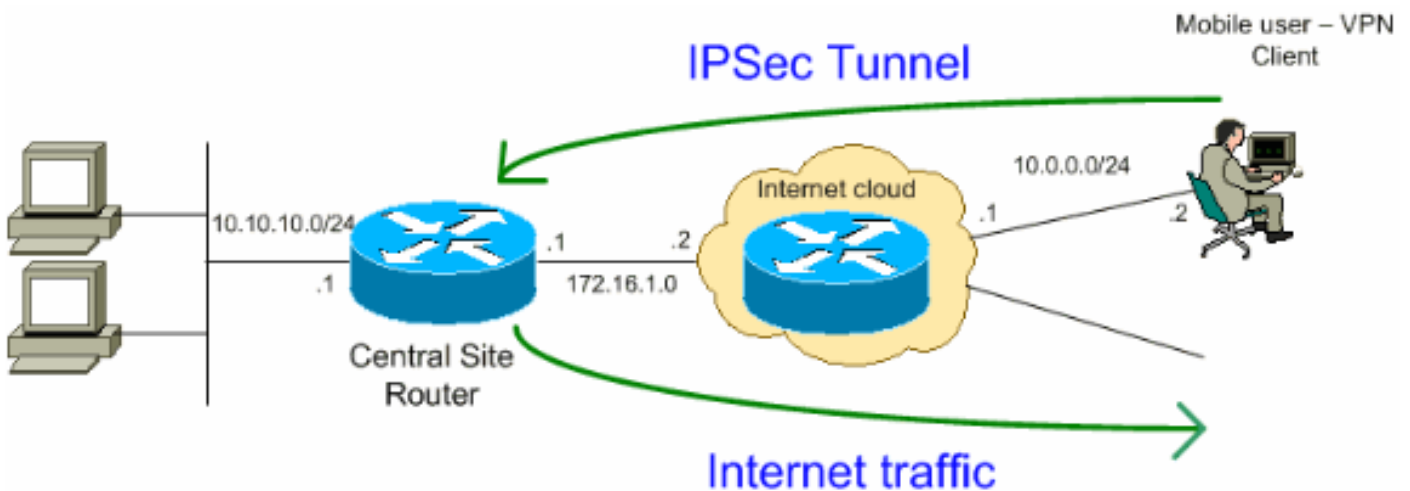 Mobile user – VPN
Client
IPSec Tunnel
10.0.0.0/24
Internet cloud
10.10.10.0/24
.1
.2
.1
.2
.1
172.16.1.0
Central Site
Router
Internet traffic